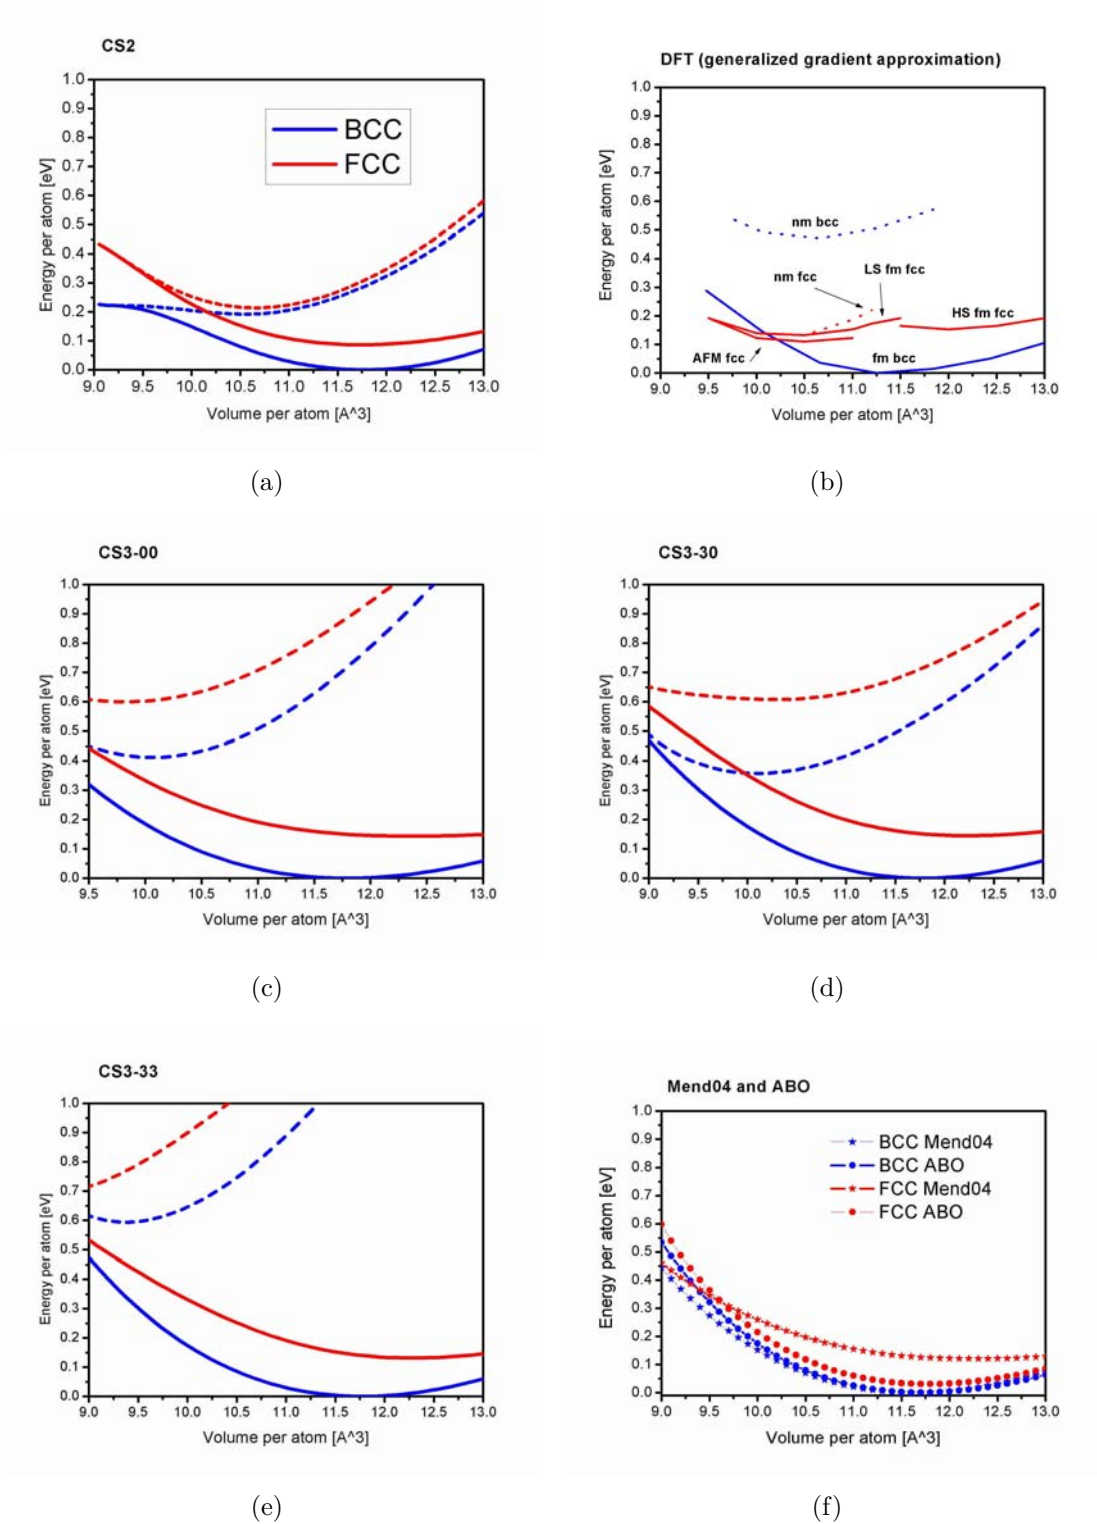 CS2
1.0
0.9
0.8
0.7
0.6
0.5
0.4
0.3
0.2
0.1
0.0
Energy per atom [eV]
BCC
FCC
9.0 9.5 10.0 10.5 11.0 11.5 12.0 12.5 13.0
Volume per atom [A^3]
(a)
DFT (generalized gradient approximation)
1.0
0.9
0.8
0.7
0.6
0.5
0.4
0.3
0.2
0.1
0.0
Energy per atom [eV]
nm bcc
nm fcc
LS fm fcc
HS fm fcc
AFM fcc
fm bcc
9.0 9.5 10.0 10.5 11.0 11.5 12.0 12.5 13.0
Volume per atom [A^3]
(b)
CS3-00
1.0
0.9
0.8
0.7
0.6
0.5
0.4
0.3
0.2
0.1
0.0
Energy per atom [eV]
9.5 10.0 10.5 11.0 11.5 12.0 12.5 13.0
Volume per atom [A^3]
(c)
CS3-30
1.0
0.9
0.8
0.7
0.6
0.5
0.4
0.3
0.2
0.1
0.0
Energy per atom [eV]
9.0 9.5 10.0 10.5 11.0 11.5 12.0 12.5 13.0
Volume per atom [A^3]
(d)
CS3-33
1.0
0.9
0.8
0.7
0.6
0.5
0.4
0.3
0.2
0.1
0.0
Energy per atom [eV]
9.0 9.5 10.0 10.5 11.0 11.5 12.0 12.5 13.0
Volume per atom [A^3]
(e)
Mend04 and ABO
1.0
0.9
0.8
0.7
0.6
0.5
0.4
0.3
0.2
0.1
0.0
Energy per atom [eV]
BCC Mend04
BCC ABO
FCC Mend04
FCC ABO
9.0 9.5 10.0 10.5 11.0 11.5 12.0 12.5 13.0
Volume per atom [A^3]
(f)